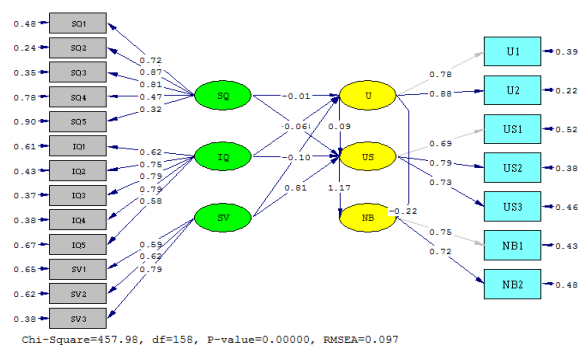 0.48 SQ1
0.24 SQ2
0.35 SQ3
0.78 SQ4
0.90 SQ5
0.61 IQ1
0.43 IQ2
0.37 IQ3
0.38 IQ4
0.67 IQ5
0.65 SV1
0.62 SV2
0.38 SV3
0.72
0.87
0.81
0.47
0.32
0.62
0.75
0.79
0.79
0.58
0.59
0.62
0.79
SQ
IQ
SV
-0.01
-0.06
0.09
-0.10
0.81
1.17
-0.22
U
US
NB
0.78
0.88
0.69
0.79
0.73
0.75
0.72
U1 0.39
U2 0.22
US1 0.52
US2 0.38
US3 0.46
NB1 0.43
NB2 0.48
Chi-Square=457.98, df=158, P-value=0.00000, RMSEA=0.097